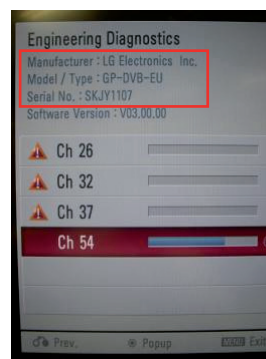 Engineering Diagnostics
Manufacturer : LG Electronics Inc.
Model / Type : GP-DVB-EU
Serial No. : SKJY1107
Software Version : V03.00.00
Ch 26
Ch 32
Ch 37
Ch 54
Prev.
Popup
MENU Exit